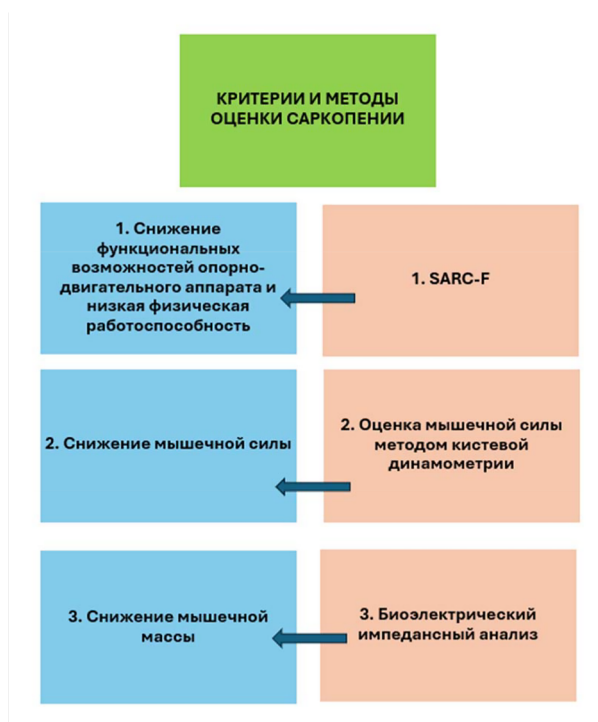 КРИТЕРИИ И МЕТОДЫ
ОЦЕНКИ САРКОПЕНИИ
1. Снижение
функциональных
возможностей опорно-
двигательного аппарата и
низкая физическая
работоспособность
1. SARC-F
2. Снижение мышечной силы
2. Оценка мышечной силы
методом кистевой
динамометрии
3. Снижение мышечной
массы
3. Биоэлектрический
импедансный анализ